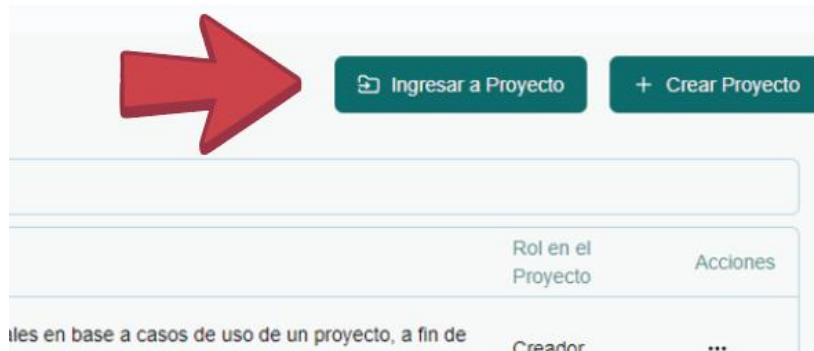 Ingresar a Proyecto
+ Crear Proyecto
Rol en el
Proyecto
Acciones
en base a casos de uso de un proyecto, a fin de
Creador
...